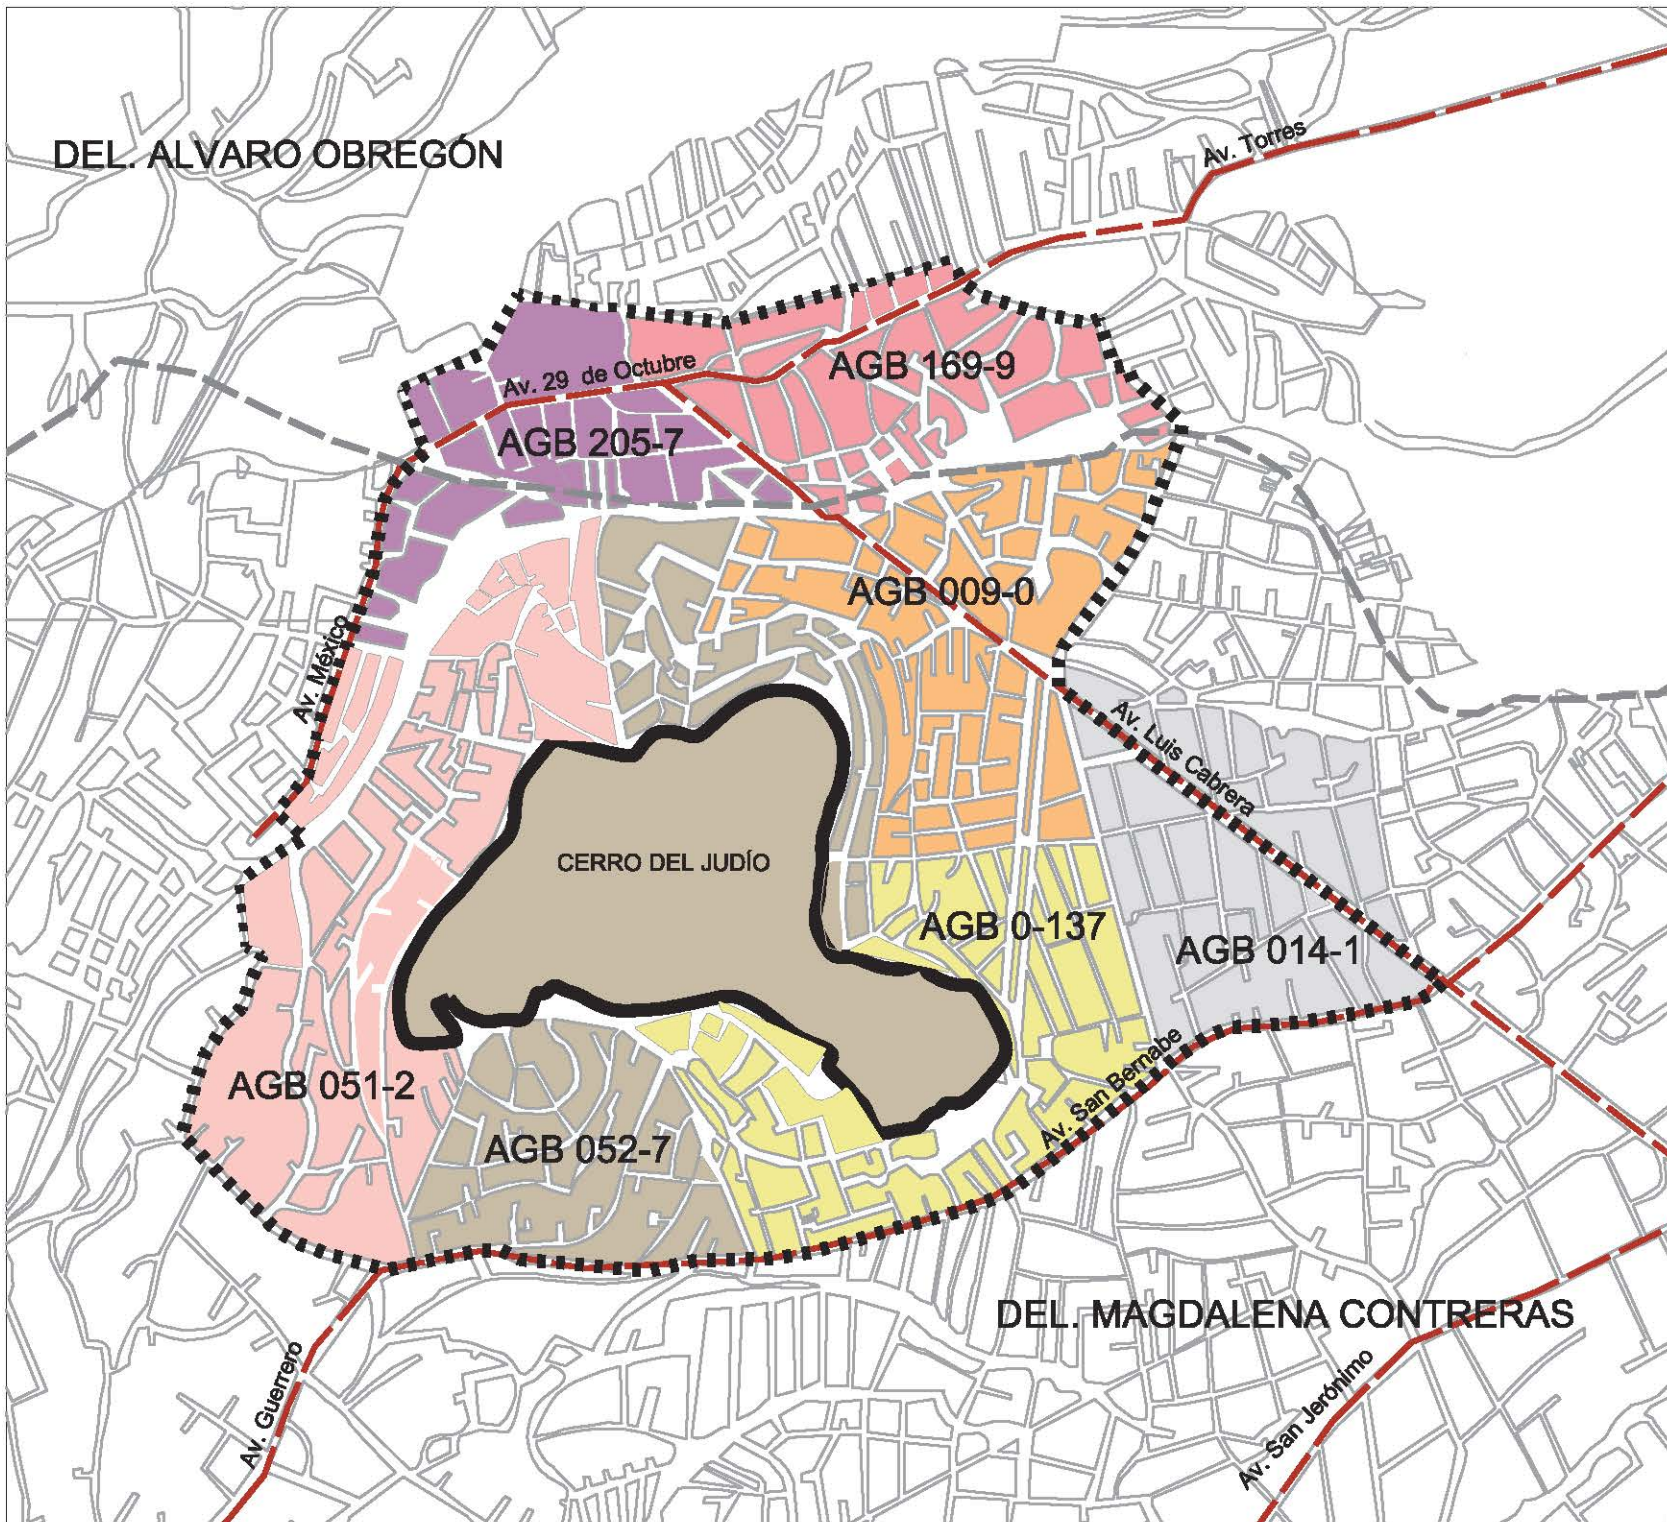 DEL. ALVARO OBREGÓN
Av. Torres
AGB 169-9
Av. 29 de Octubre
AGB 205-7
AGB 009-0
Av. México
Av. Luis Cabrera
CERRO DEL JUDÍO
AGB 0-137
AGB 014-1
AGB 051-2
Av. San Bernabe
AGB 052-7
DEL. MAGDALENA CONTRERAS
Av. Guerrero
Av. San Jerónimo